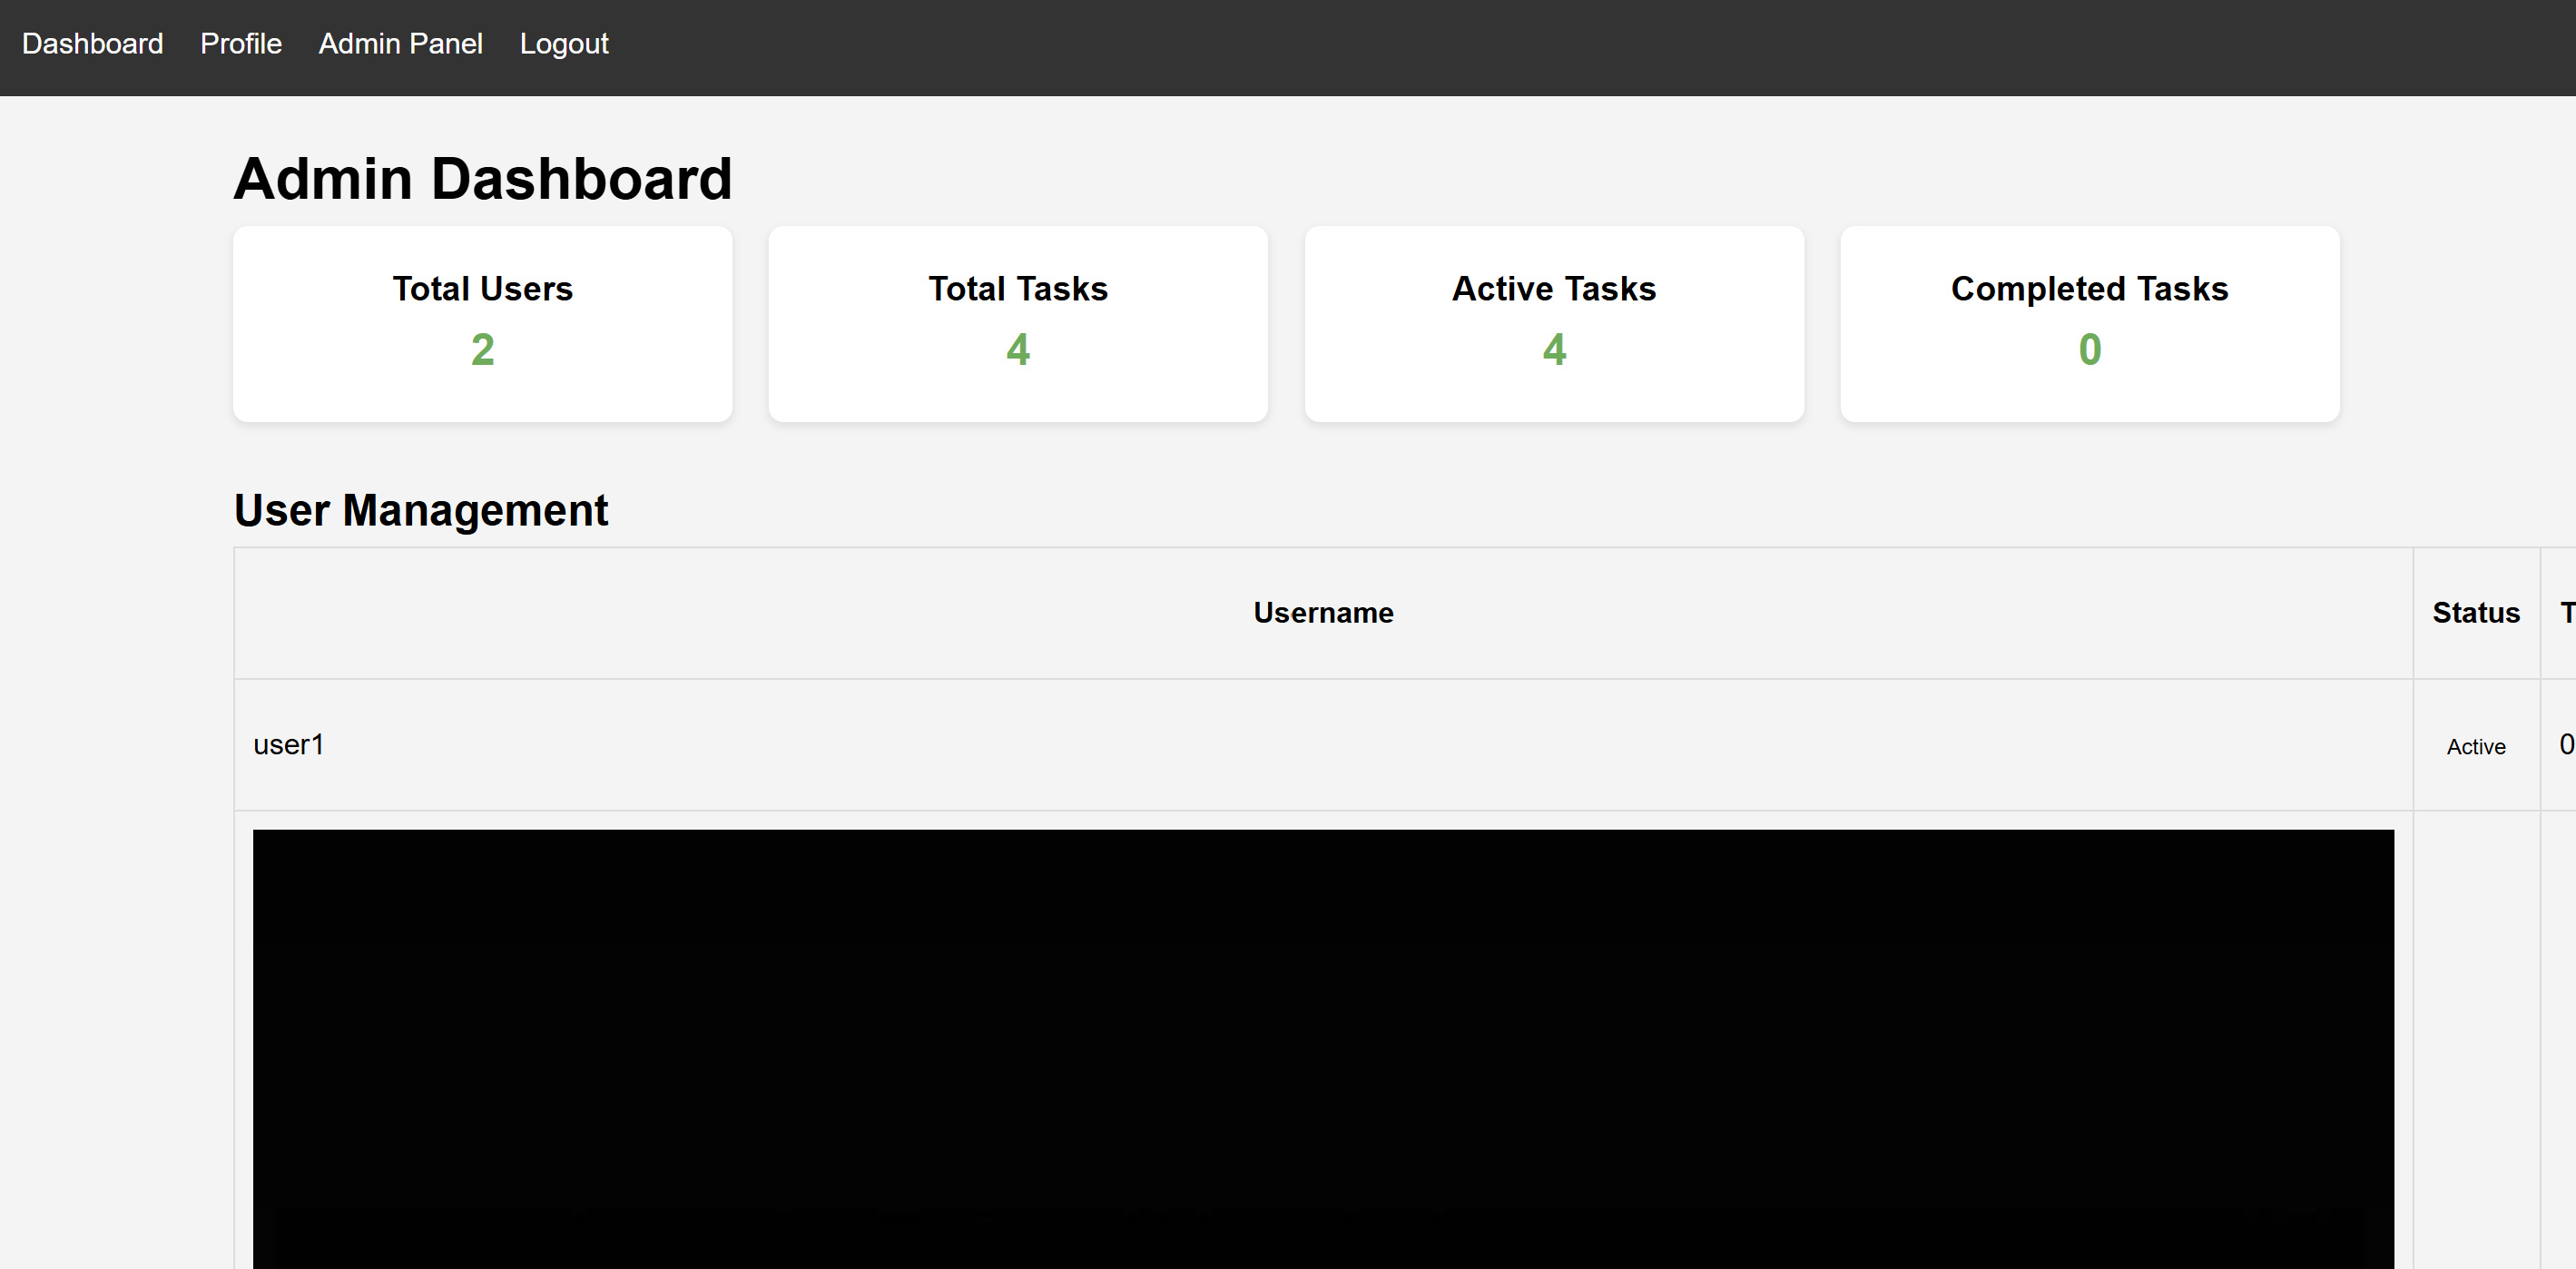 Dashboard Profile Admin Panel Logout
Admin Dashboard
Total Users Total Tasks Active Tasks Completed Tasks
2 4 4 0
User Management
Username Status
user1 Active 0